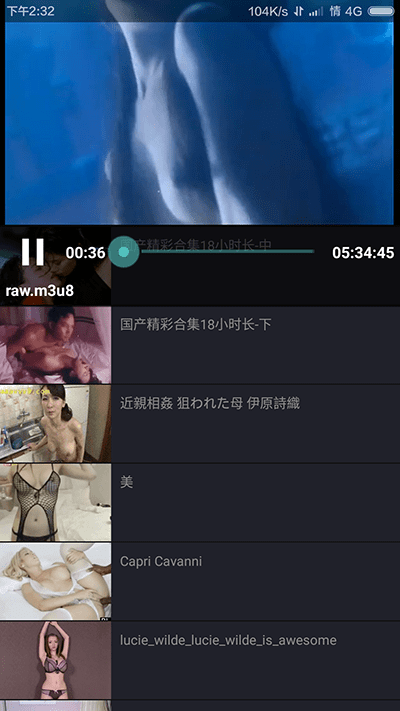 下午2:32
104K/s 情 4G
国产精彩合集18小时长-中
00:36
05:34:45
raw.m3u8
国产精彩合集18小时长-下
近親相姦 狙われた母 伊原詩織
美
Capri Cavanni
lucie_wilde_lucie_wilde_is_awesome